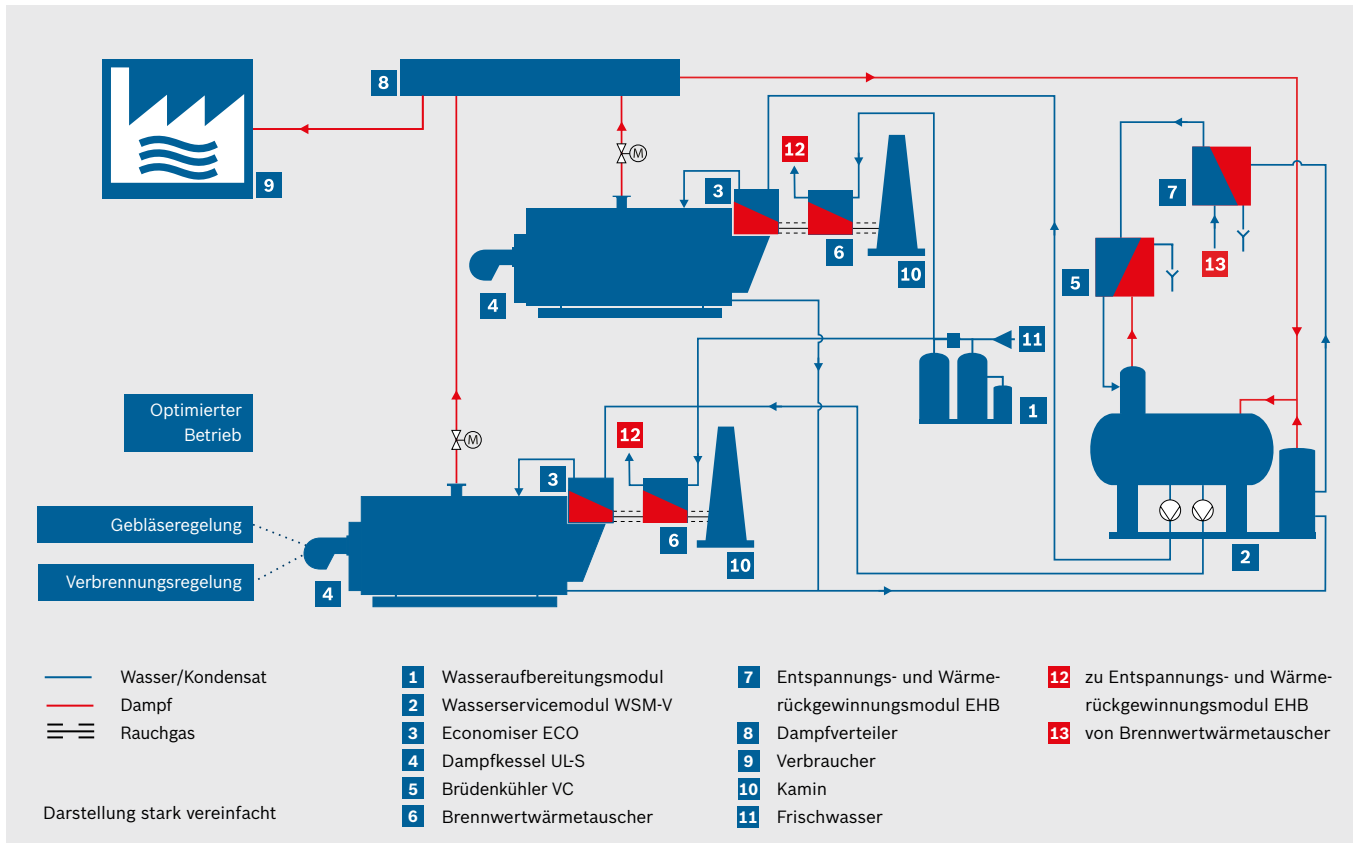 8
9
12
3
M
6
10
4
7
13
5
11
1
Optimierter
Betrieb
M
12
3
6
10
2
Gebläseregelung
Verbrennungsregelung
4
Wasser/Kondensat
Dampf
Rauchgas
Darstellung stark vereinfacht
1 Wasseraufbereitungsmodul
2 Wasserservicemodul WSM-V
3 Economiser ECO
4 Dampfkessel UL-S
5 Brüdenkühler VC
6 Brennwertwärmetauscher
7 Entspannungs- und Wärme-
rückgewinnungsmodul EHB
8 Dampfverteiler
9 Verbraucher
10 Kamin
11 Frischwasser
12 zu Entspannungs- und Wärme-
rückgewinnungsmodul EHB
13 von Brennwertwärmetauscher